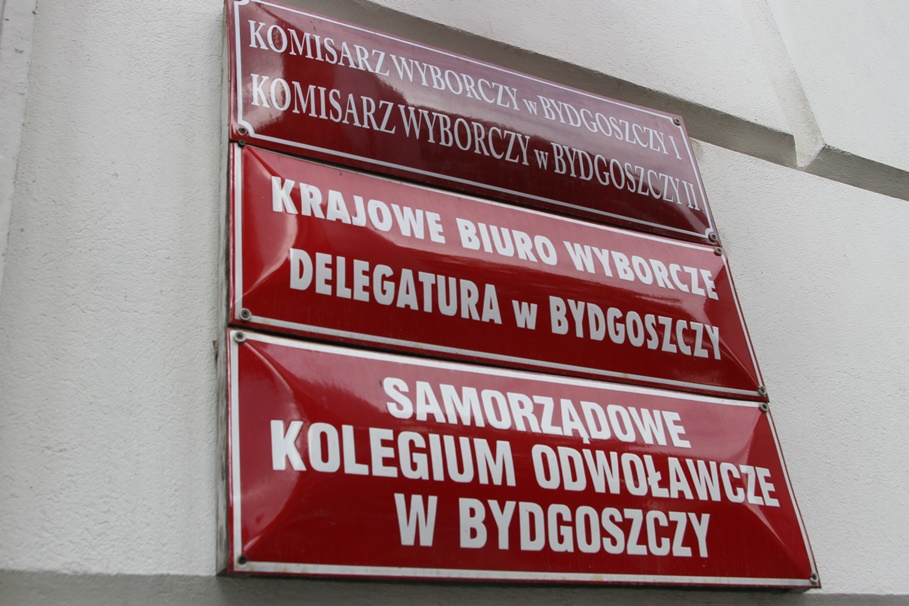 KOMISARZ WYBORCZY w BYDGOSZCZY I
KOMISARZ WYBORCZY w BYDGOSZCZY II
KRAJOWE BIURO WYBORCZE
DELEGATURA w BYDGOSZCZY
SAMORZĄDOWE
KOLEGIUM ODWOŁAWCZE
W BYDGOSZCZY